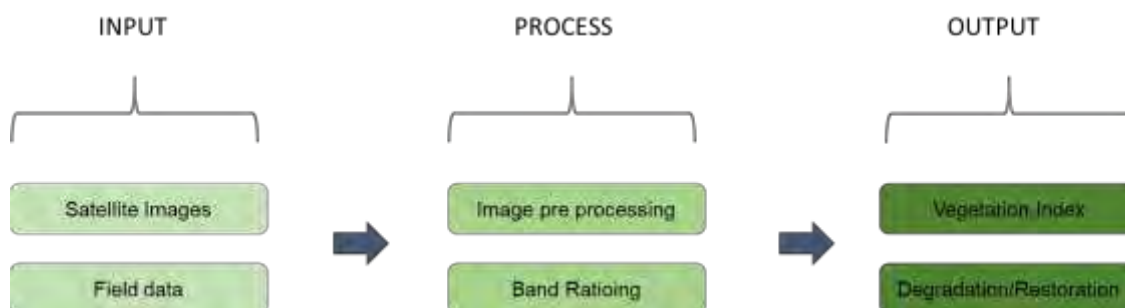 INPUT
PROCESS
OUTPUT
Satellite Images
Image pre processing
Vegetation Index
Field data
Band Ratioing
Degradation/Restoration